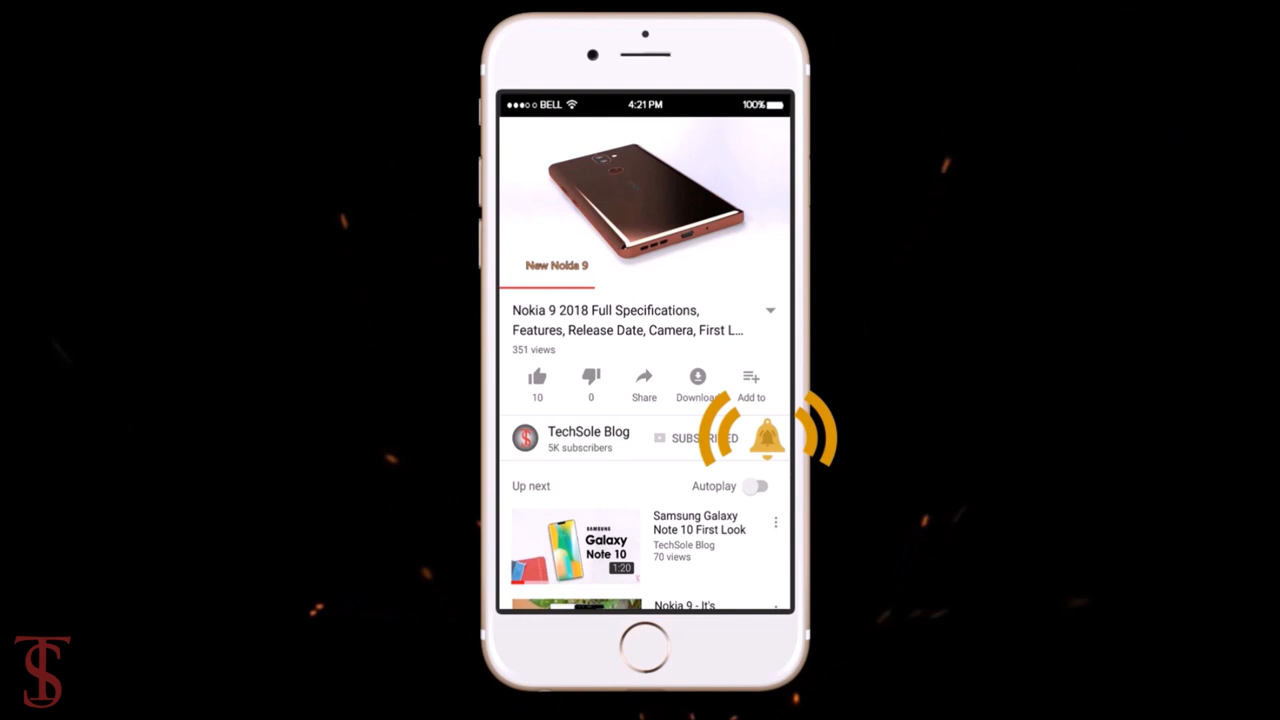 BELL
4:21 PM
100%
New Nokia 9
Nokia 9 2018 Full Specifications,
Features, Release Date, Camera, First L...
351 views
10
0
Share
Download
Add to
TechSole Blog
5K subscribers
SUBSCRIBED
Up next
Autoplay
SAMSUNG
Galaxy
Note 10
1:20
Samsung Galaxy
Note 10 First Look
TechSole Blog
70 views
Nokia 9 - It's
TS